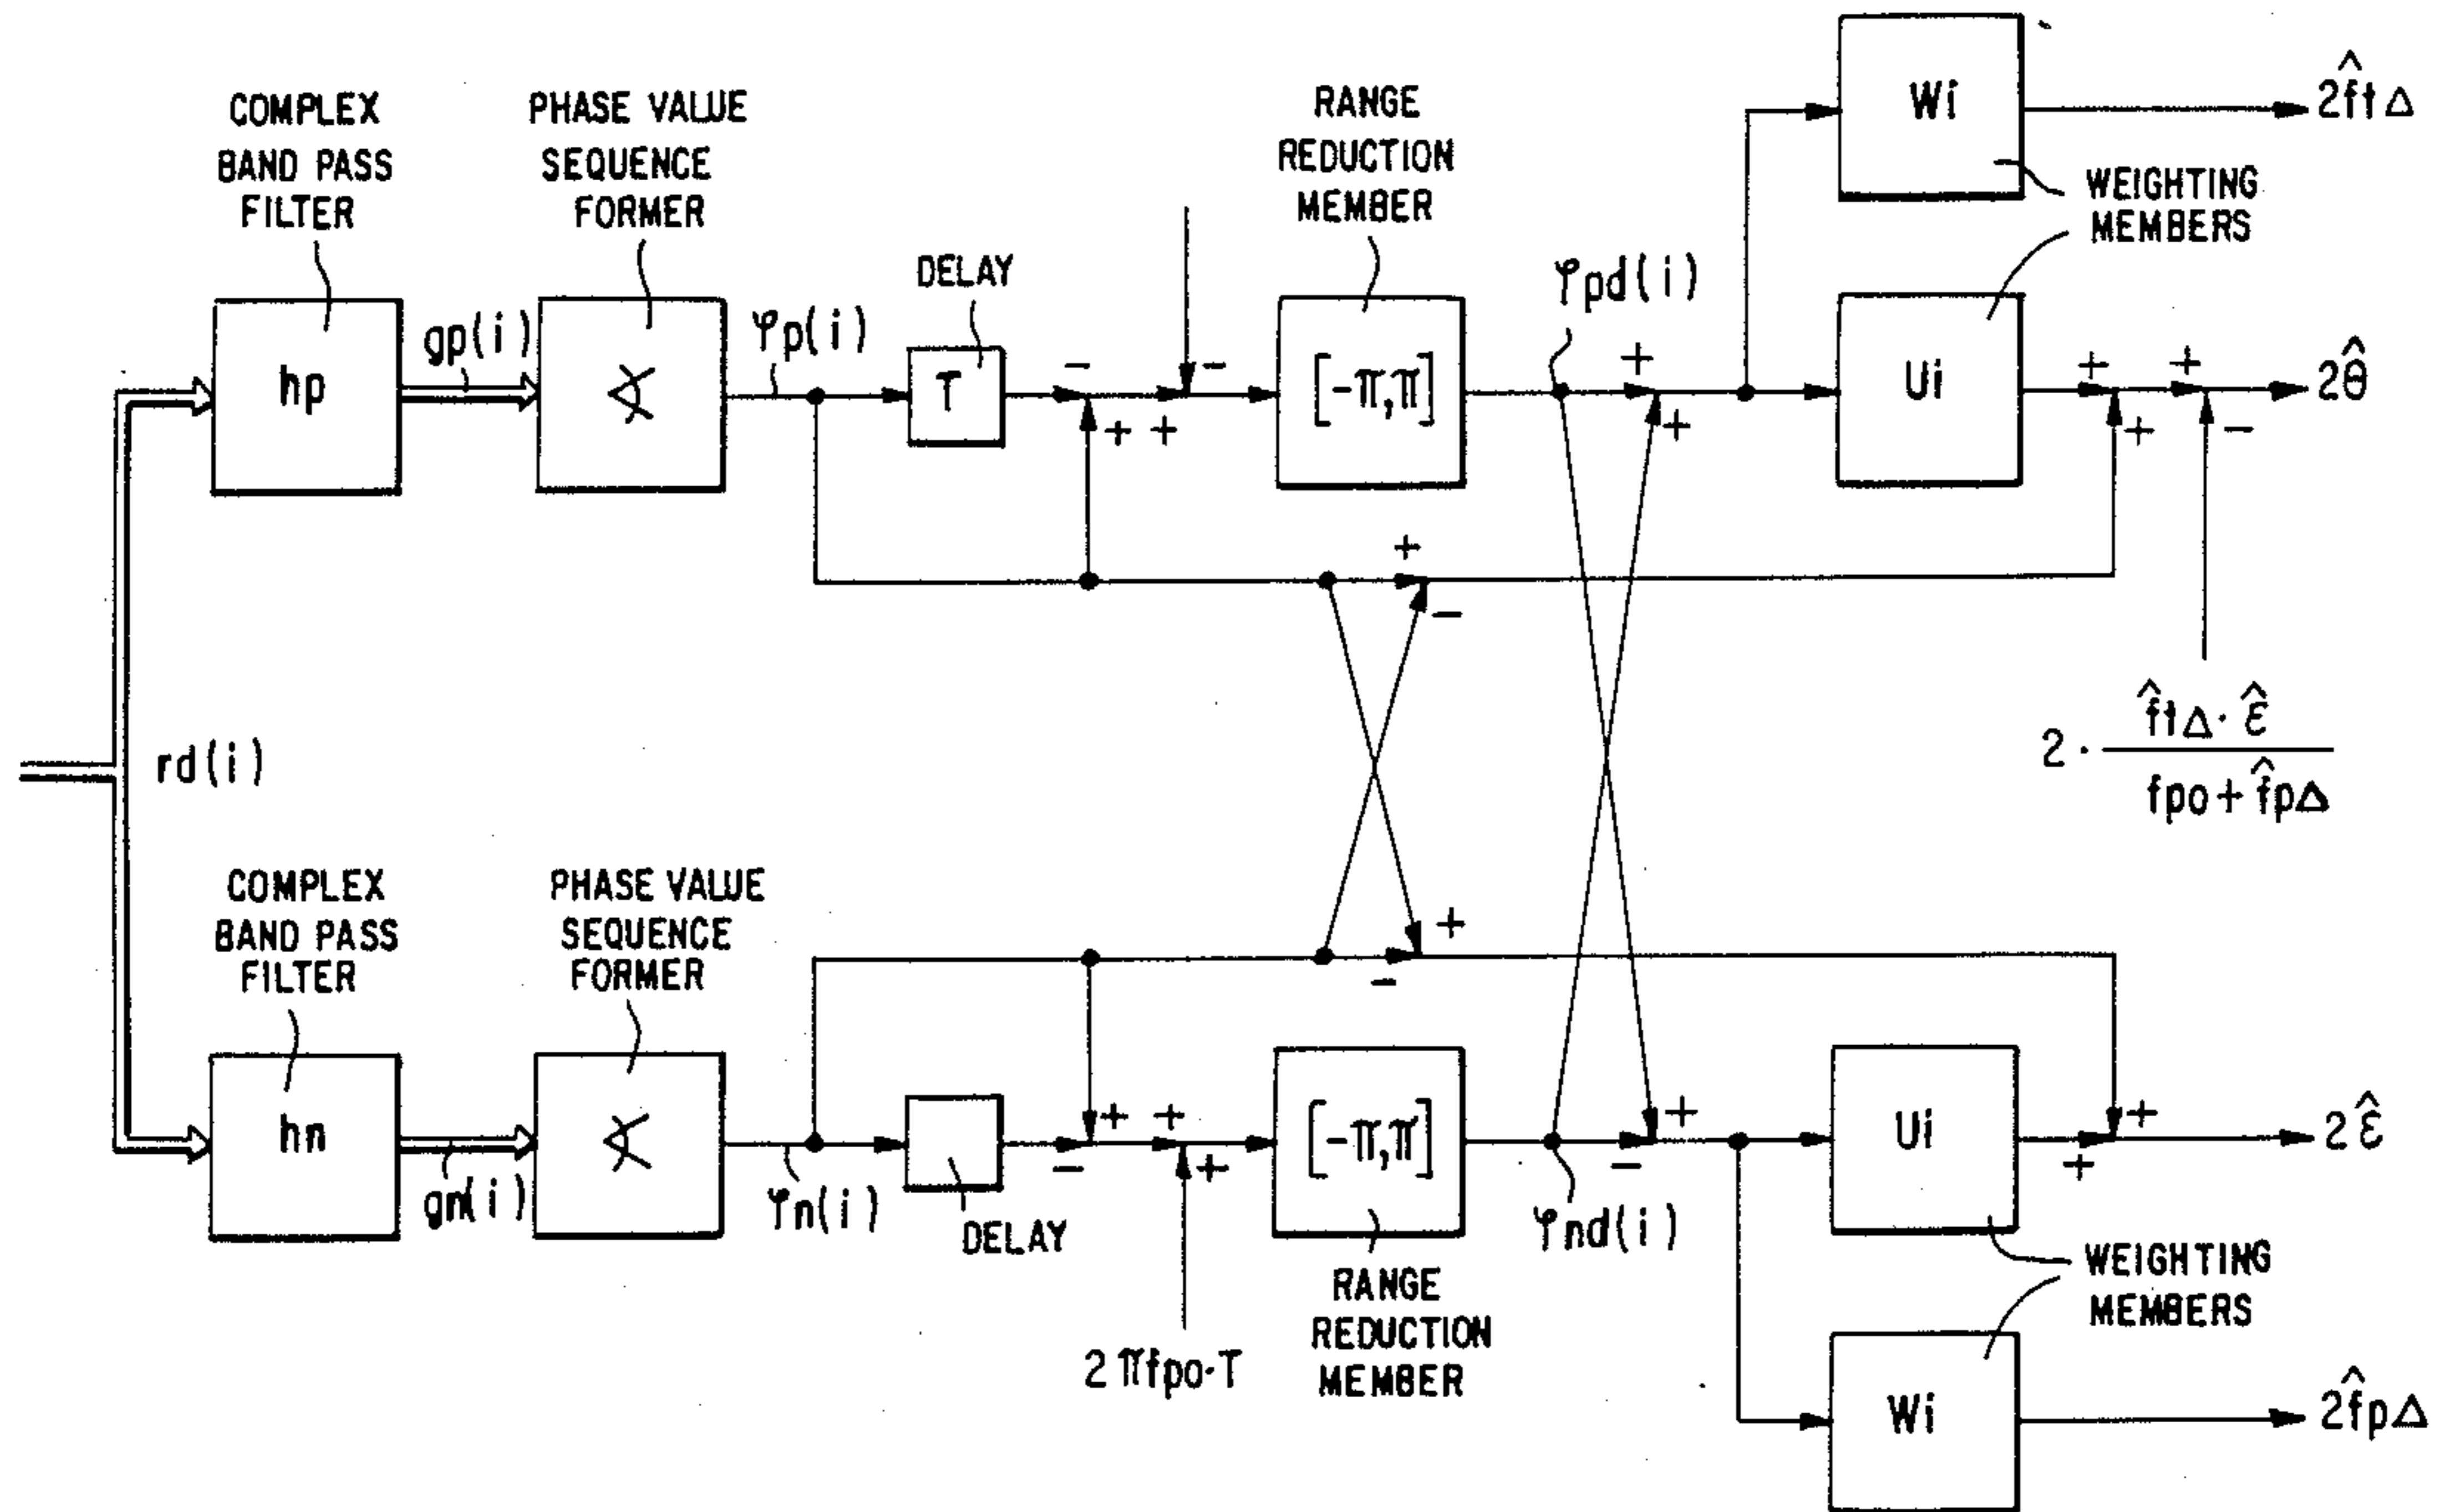 COMPLEX
BAND PASS
FILTER
PHASE VALUE
SEQUENCE
FORMER
DELAY
RANGE
REDUCTION
MEMBER
WEIGHTING
MEMBERS
hp
gp(i)
∢
φp(i)
T
−
+
+
−
[-π,π]
φpd(i)
+
+
Wi
2f̂tΔ
Ui
+
+
+
−
2θ̂
+
−
rd(i)
2 · f̂tΔ · ε̂
fpo + f̂pΔ
COMPLEX
BAND PASS
FILTER
PHASE VALUE
SEQUENCE
FORMER
+
−
hn
gn(i)
∢
φn(i)
DELAY
+
−
+
+
2πfpo·T
[-π,π]
RANGE
REDUCTION
MEMBER
φnd(i)
+
−
Ui
+
+
2ε̂
WEIGHTING
MEMBERS
Wi
2f̂pΔ